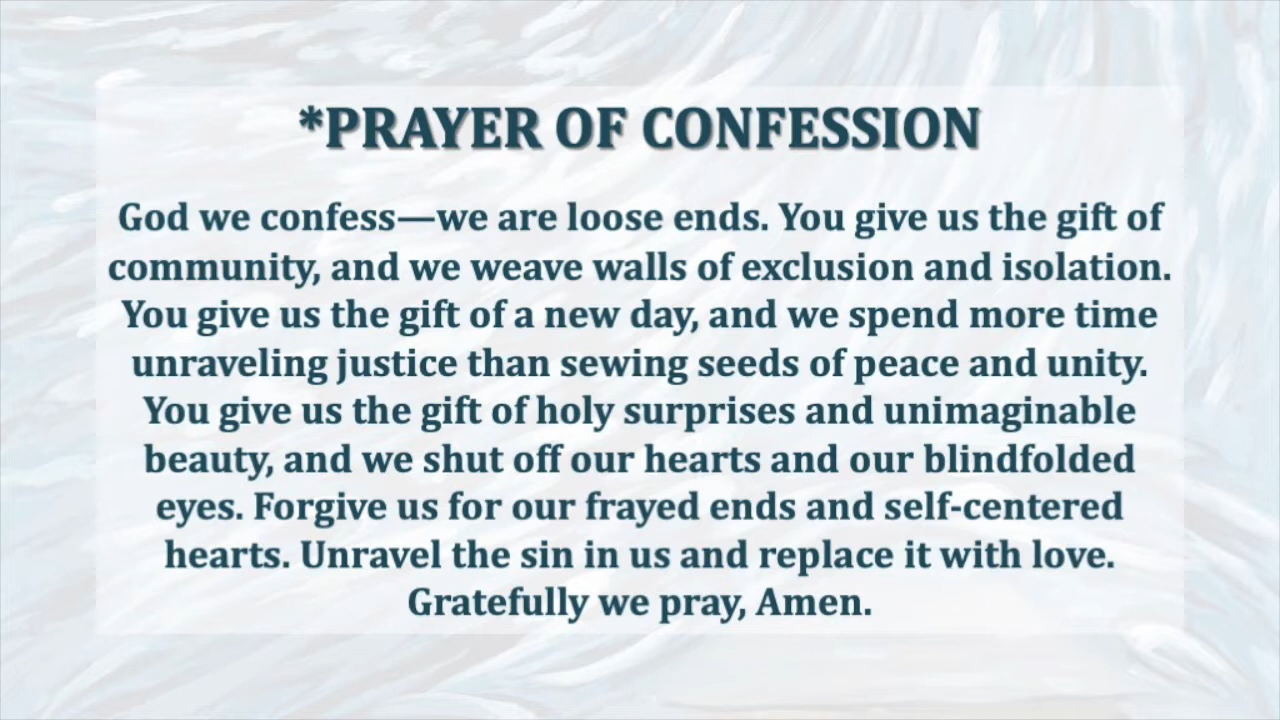 *PRAYER OF CONFESSION
God we confess—we are loose ends. You give us the gift of
community, and we weave walls of exclusion and isolation.
You give us the gift of a new day, and we spend more time
unraveling justice than sewing seeds of peace and unity.
You give us the gift of holy surprises and unimaginable
beauty, and we shut off our hearts and our blindfolded
eyes. Forgive us for our frayed ends and self-centered
hearts. Unravel the sin in us and replace it with love.
Gratefully we pray, Amen.